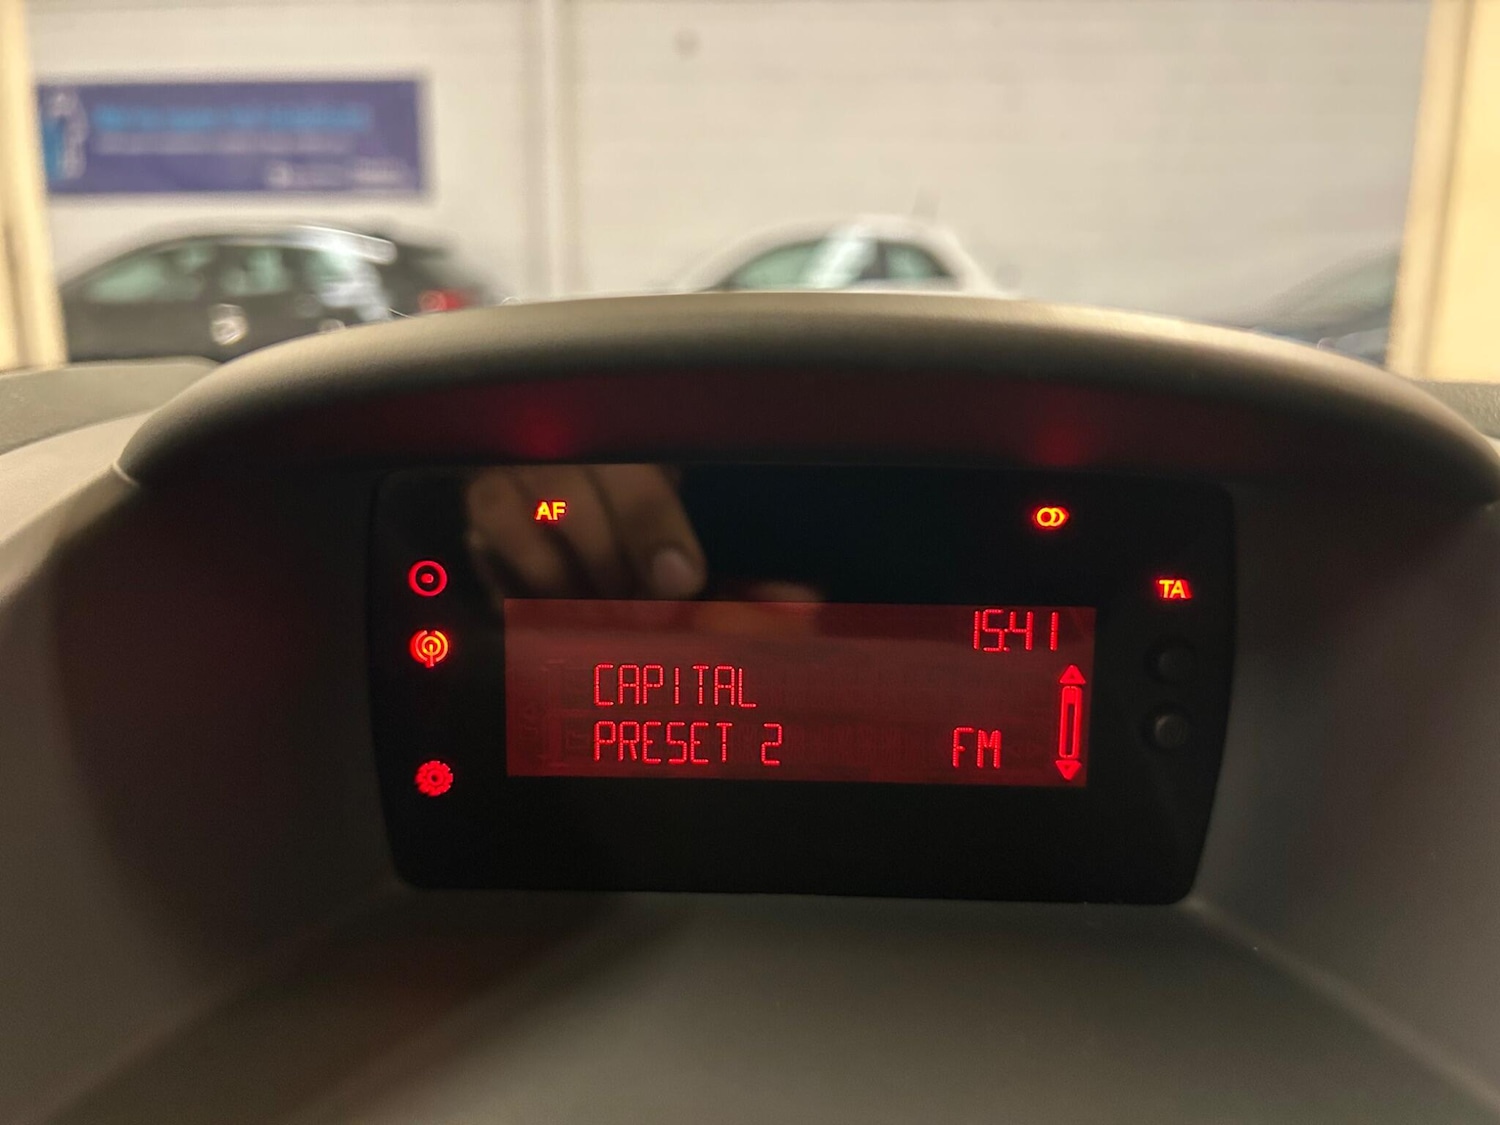 AF
TA
15:41
CAPITAL
PRESET 2 FM